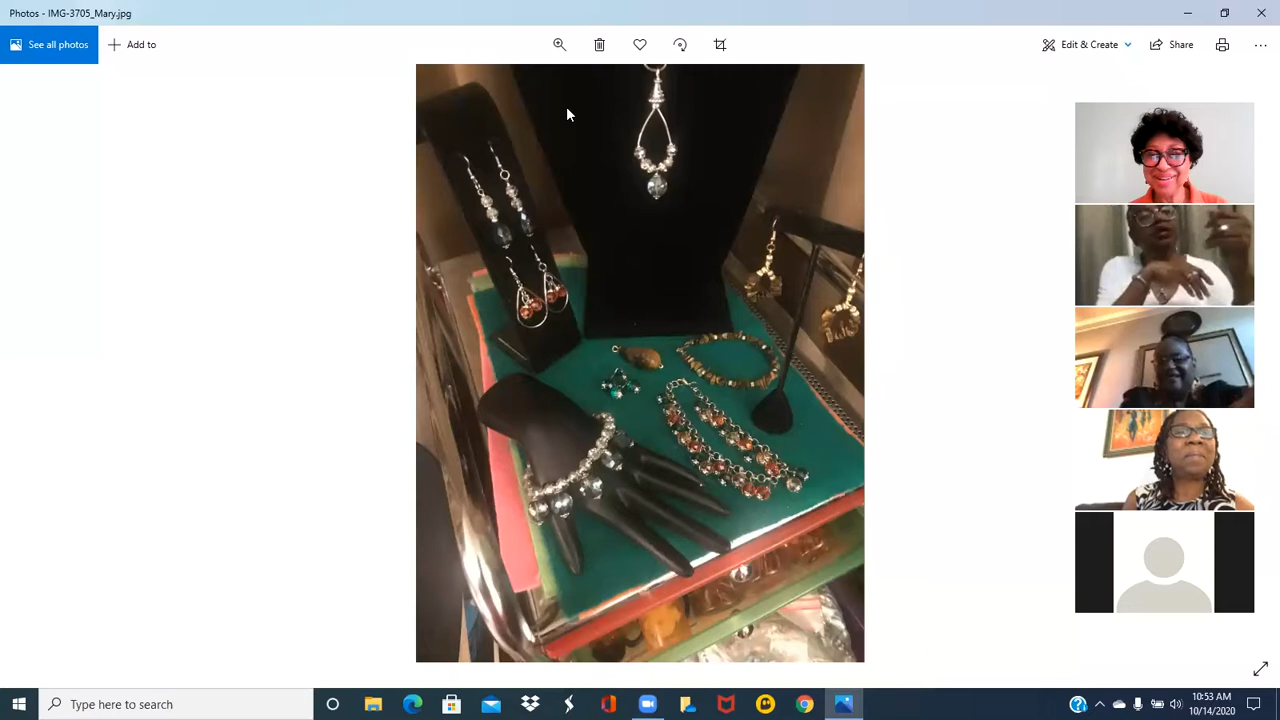 Photos - IMG-3705_Mary.jpg
See all photos
Add to
Edit & Create
Share
Type here to search
10:53 AM
10/14/2020